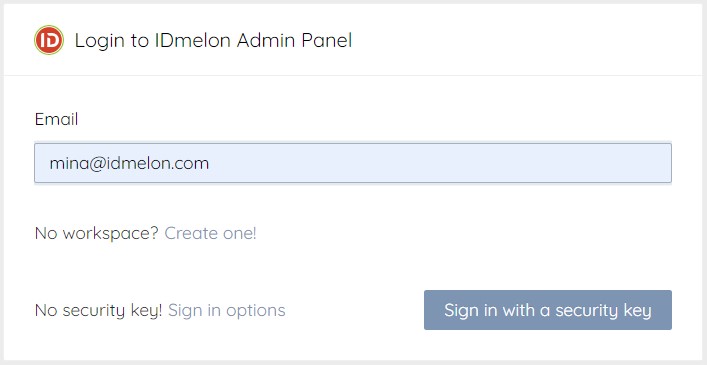 ID Login to IDmelon Admin Panel
Email
mina@idmelon.com
No workspace? Create one!
No security key! Sign in options
Sign in with a security key